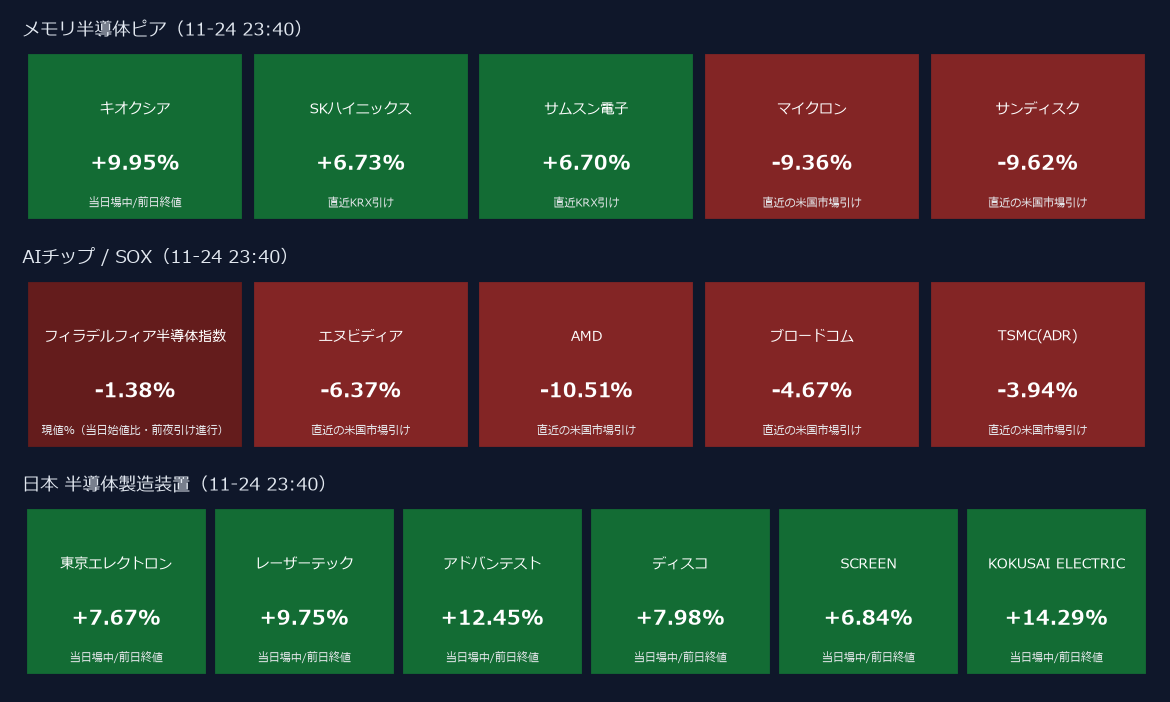 メモリ半導体ピア（11-24 23:40）
キオクシア
+9.95%
当日場中/前日終値
SKハイニックス
+6.73%
直近KRX引け
サムスン電子
+6.70%
直近KRX引け
マイクロン
-9.36%
直近の米国市場引け
サンディスク
-9.62%
直近の米国市場引け
AIチップ / SOX（11-24 23:40）
フィラデルフィア半導体指数
-1.38%
現値%（当日始値比・前夜引け進行）
エヌビディア
-6.37%
直近の米国市場引け
AMD
-10.51%
直近の米国市場引け
ブロードコム
-4.67%
直近の米国市場引け
TSMC(ADR)
-3.94%
直近の米国市場引け
日本 半導体製造装置（11-24 23:40）
東京エレクトロン
+7.67%
当日場中/前日終値
レーザーテック
+9.75%
当日場中/前日終値
アドバンテスト
+12.45%
当日場中/前日終値
ディスコ
+7.98%
当日場中/前日終値
SCREEN
+6.84%
当日場中/前日終値
KOKUSAI ELECTRIC
+14.29%
当日場中/前日終値